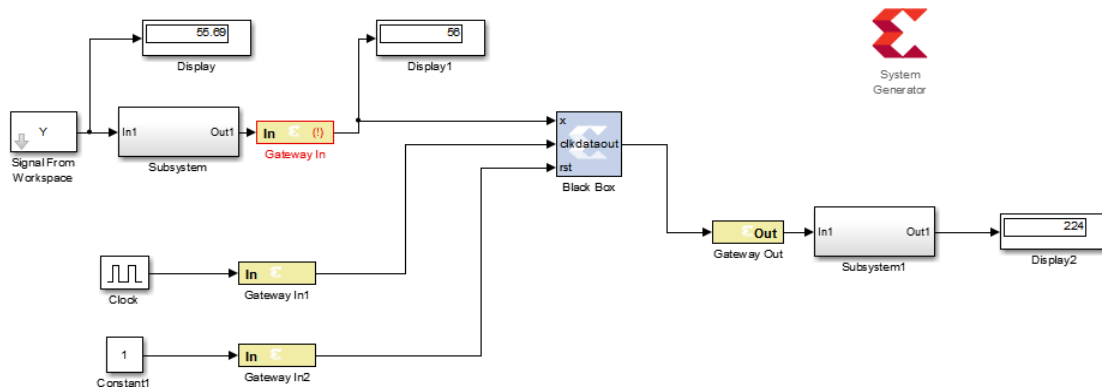 55.69
Display
56
Display1
System
Generator
Y
Signal From
Workspace
In1
Out1
Subsystem
In
(!)
Gateway In
x
clk
dataout
rst
Black Box
Out
Gateway Out
In1
Out1
Subsystem1
224
Display2
Clock
In
Gateway In1
1
Constant1
In
Gateway In2